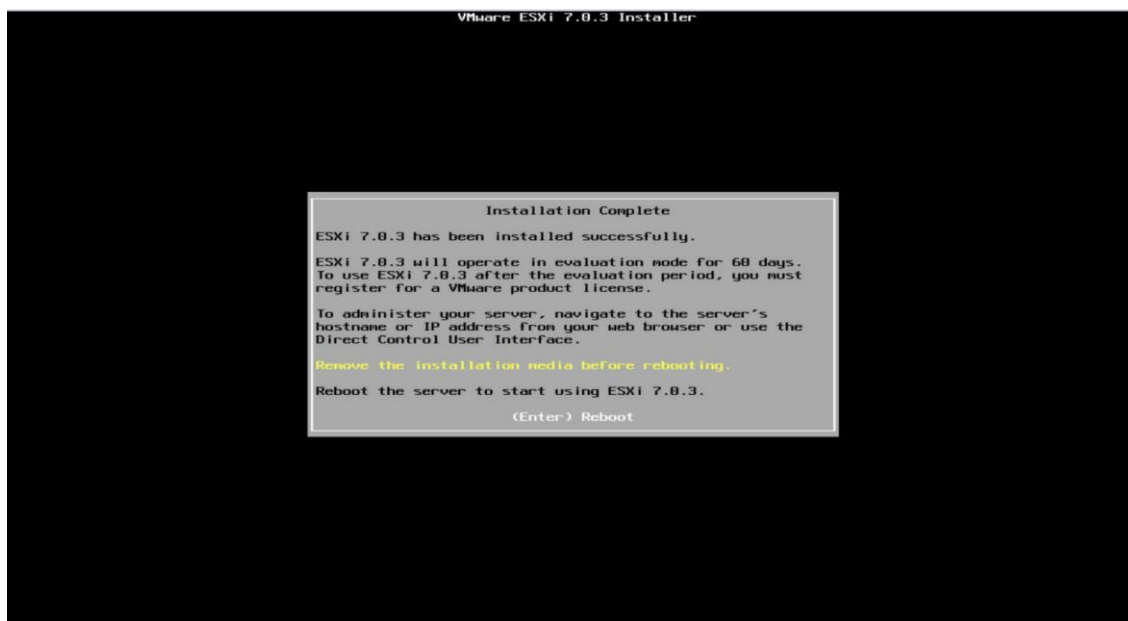 VMware ESXi 7.0.3 Installer
Installation Complete
ESXi 7.0.3 has been installed successfully.
ESXi 7.0.3 will operate in evaluation mode for 60 days.
To use ESXi 7.0.3 after the evaluation period, you must
register for a VMware product license.
To administer your server, navigate to the server's
hostname or IP address from your web browser or use the
Direct Control User Interface.
Remove the installation media before rebooting.
Reboot the server to start using ESXi 7.0.3.
(Enter) Reboot